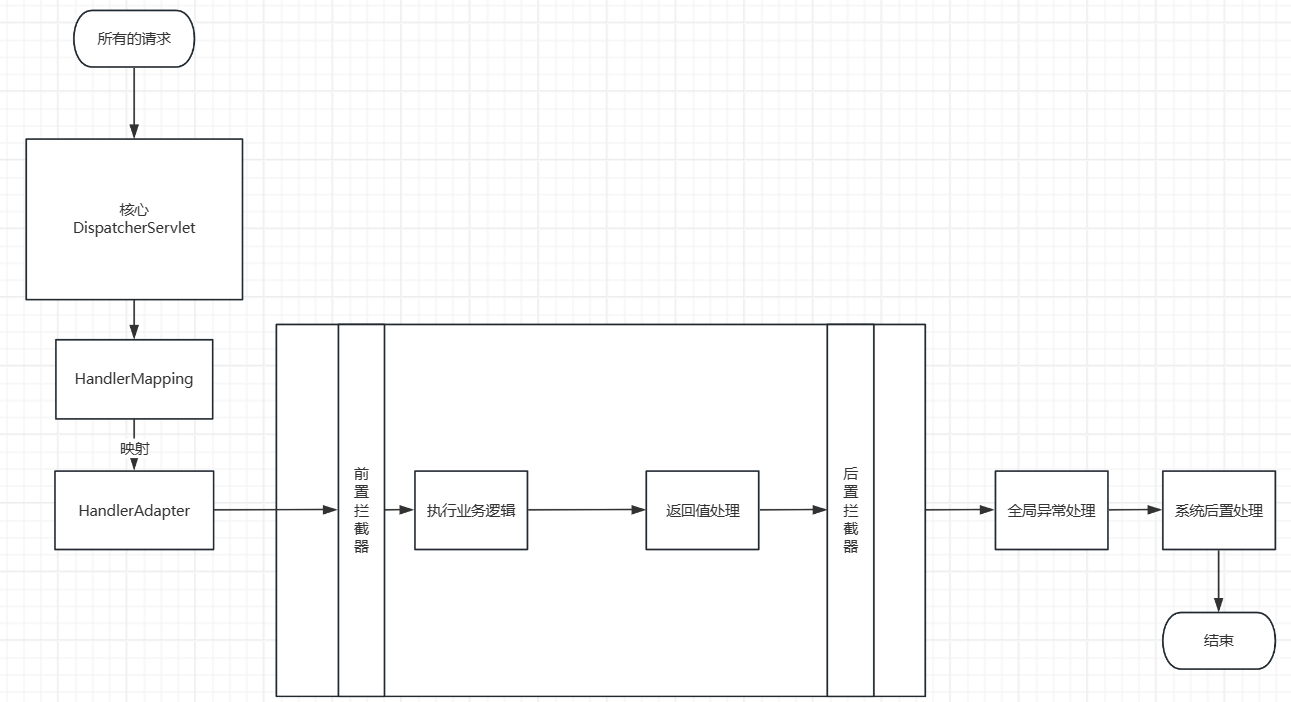 所有的请求
核心
DispatcherServlet
HandlerMapping
映射
HandlerAdapter
前
置
拦
截
器
执行业务逻辑
返回值处理
后
置
拦
截
器
全局异常处理
系统后置处理
结束